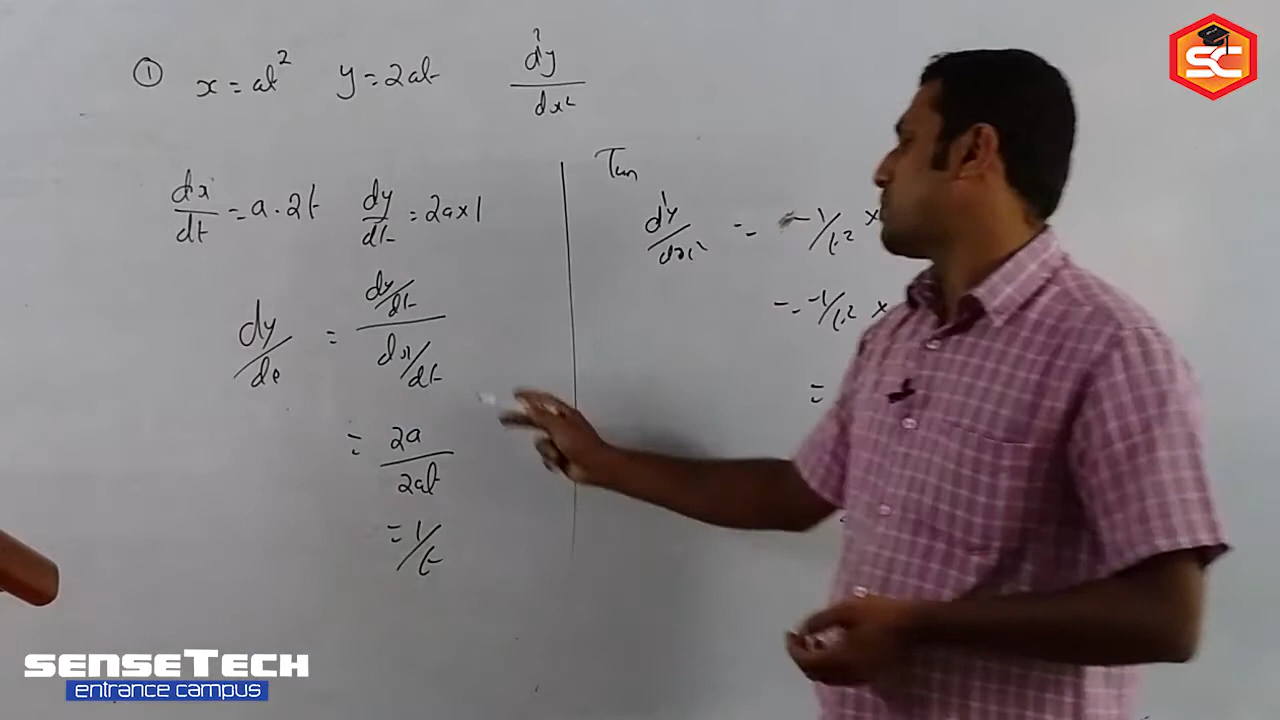 ① x = at² y = 2at d²y/dx²
dx/dt = a · 2t dy/dt = 2a × 1
dy/dx = (dy/dt)/(dx/dt)
= 2a/2at
= 1/t
d²y/dx² = -1/t² ×
= -1/t² ×
=
SC
SENSETECH
entrance campus